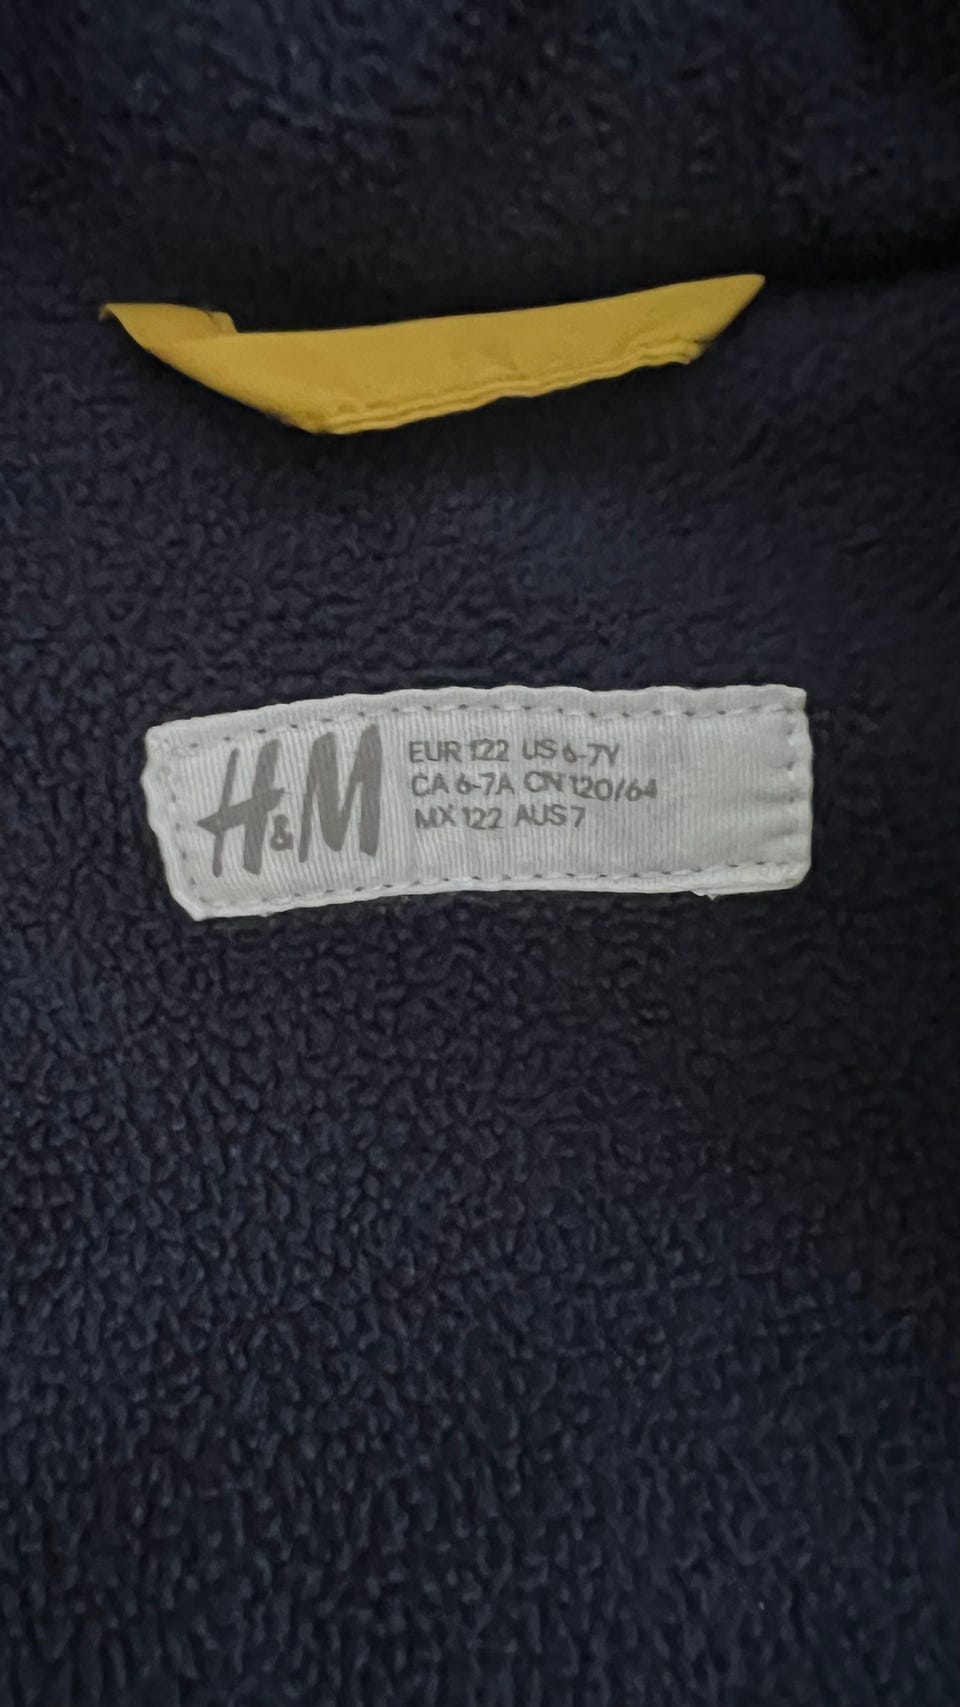 H&M
EUR 122 US 6-7Y
CA 6-7A CN 120/64
MX 122 AUS 7